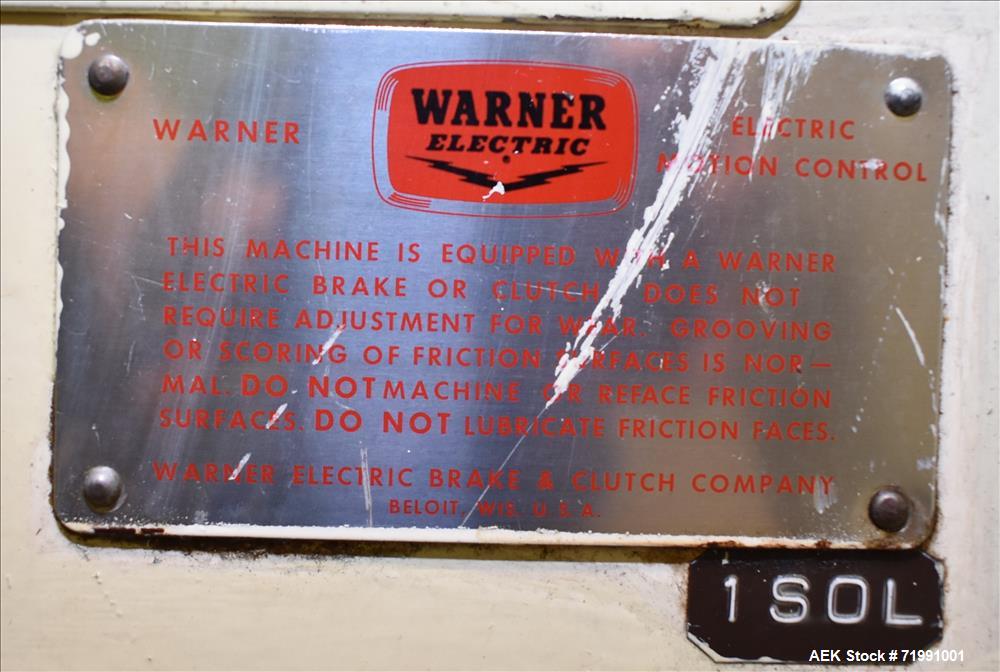 WARNER
WARNER
ELECTRIC
ELECTRIC
MOTION CONTROL
THIS MACHINE IS EQUIPPED WITH A WARNER
ELECTRIC BRAKE OR CLUTCH. DOES NOT
REQUIRE ADJUSTMENT FOR WEAR. GROOVING
OR SCORING OF FRICTION SURFACES IS NOR—
MAL. DO NOT MACHINE OR REFACE FRICTION
SURFACES. DO NOT LUBRICATE FRICTION FACES.
WARNER ELECTRIC BRAKE & CLUTCH COMPANY
BELOIT, WIS. U.S.A.
1SOL
AEK Stock # 71991001